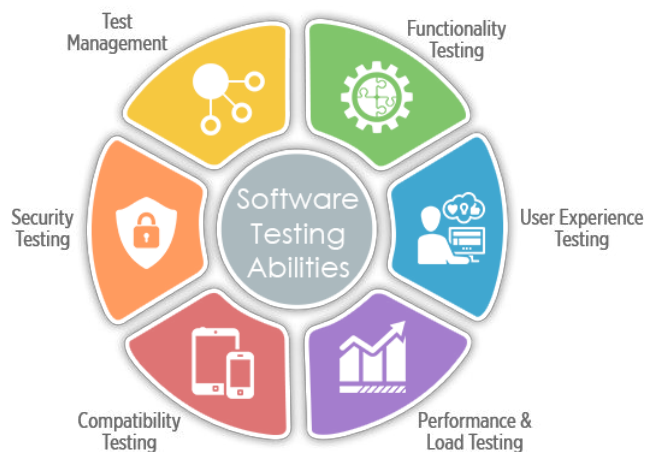 Test
Management
Functionality
Testing
Security
Testing
Software
Testing
Abilities
User Experience
Testing
Compatibility
Testing
Performance &
Load Testing